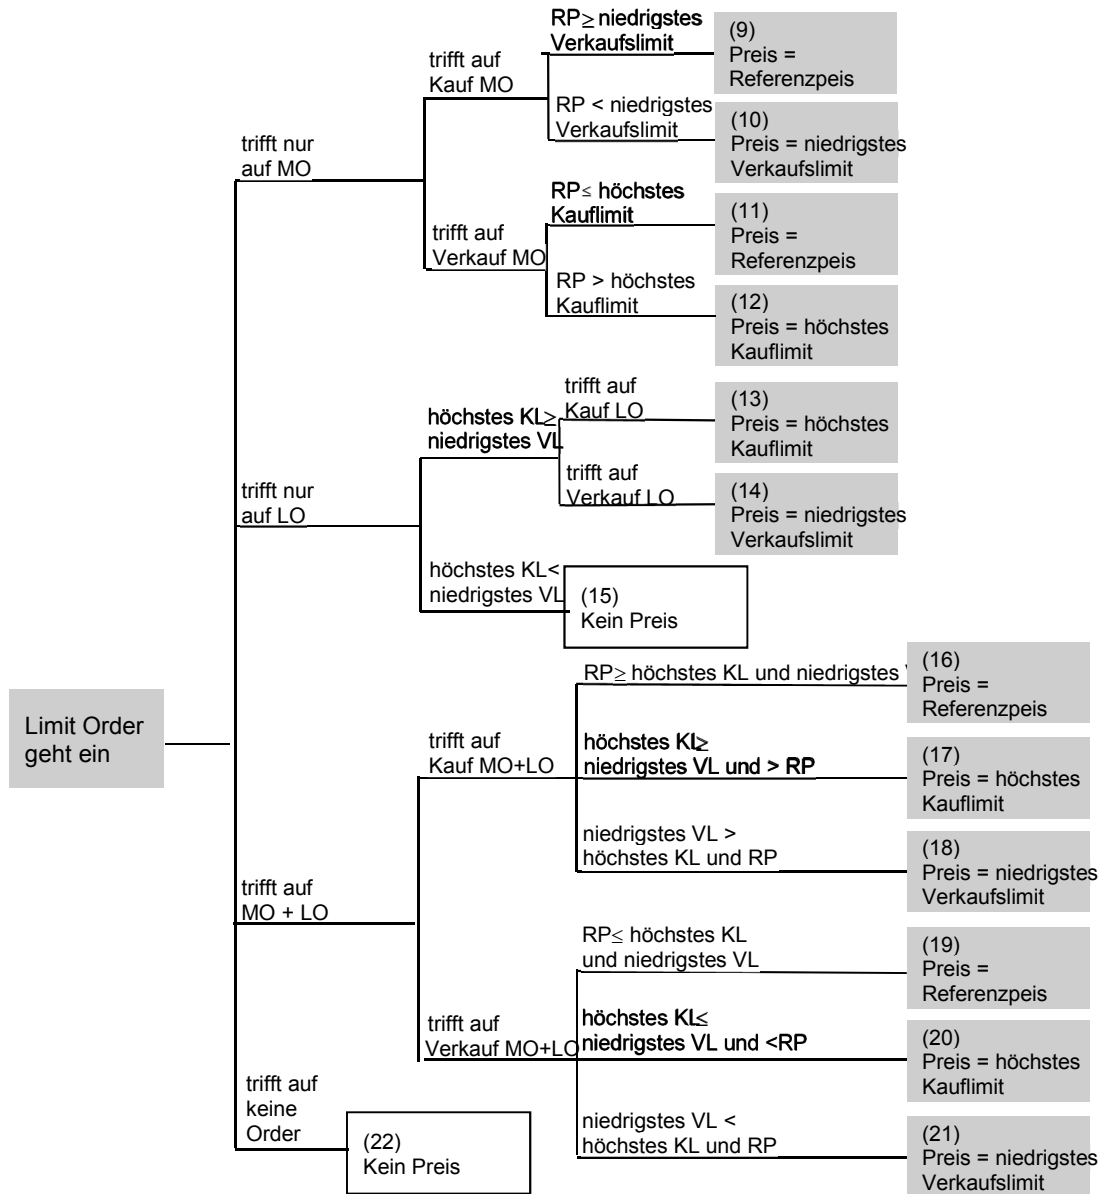 RP≥ niedrigstes
Verkaufslimit
(9)
Preis =
Referenzpeis
trifft auf
Kauf MO
RP < niedrigstes
Verkaufslimit
(10)
Preis = niedrigstes
Verkaufslimit
trifft nur
auf MO
RP≤ höchstes
Kauflimit
(11)
Preis =
Referenzpeis
trifft auf
Verkauf MO
RP > höchstes
Kauflimit
(12)
Preis = höchstes
Kauflimit
trifft auf
Kauf LO
(13)
Preis = höchstes
Kauflimit
höchstes KL≥
niedrigstes VL
trifft auf
Verkauf LO
(14)
Preis = niedrigstes
Verkaufslimit
trifft nur
auf LO
höchstes KL<
niedrigstes VL
(15)
Kein Preis
Limit Order
geht ein
RP≥ höchstes KL und niedrigstes
(16)
Preis =
Referenzpeis
trifft auf
Kauf MO+LO
höchstes KL≥
niedrigstes VL und > RP
(17)
Preis = höchstes
Kauflimit
niedrigstes VL >
höchstes KL und RP
(18)
Preis = niedrigstes
Verkaufslimit
trifft auf
MO + LO
RP≤ höchstes KL
und niedrigstes VL
(19)
Preis =
Referenzpeis
trifft auf
Verkauf MO+LO
höchstes KL≤
niedrigstes VL und <RP
(20)
Preis = höchstes
Kauflimit
niedrigstes VL <
höchstes KL und RP
(21)
Preis = niedrigstes
Verkaufslimit
trifft auf
keine
Order
(22)
Kein Preis